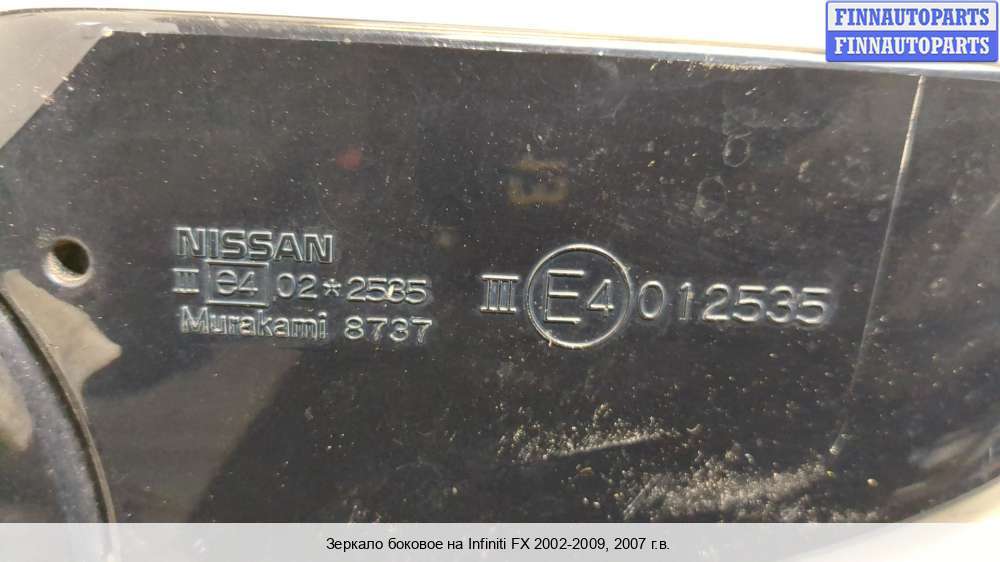 FINNAUTOPARTS
FINNAUTOPARTS
NISSAN
III e4 02*2535
Murakami 8737
III E4 012535
Зеркало боковое на Infiniti FX 2002-2009, 2007 г.в.